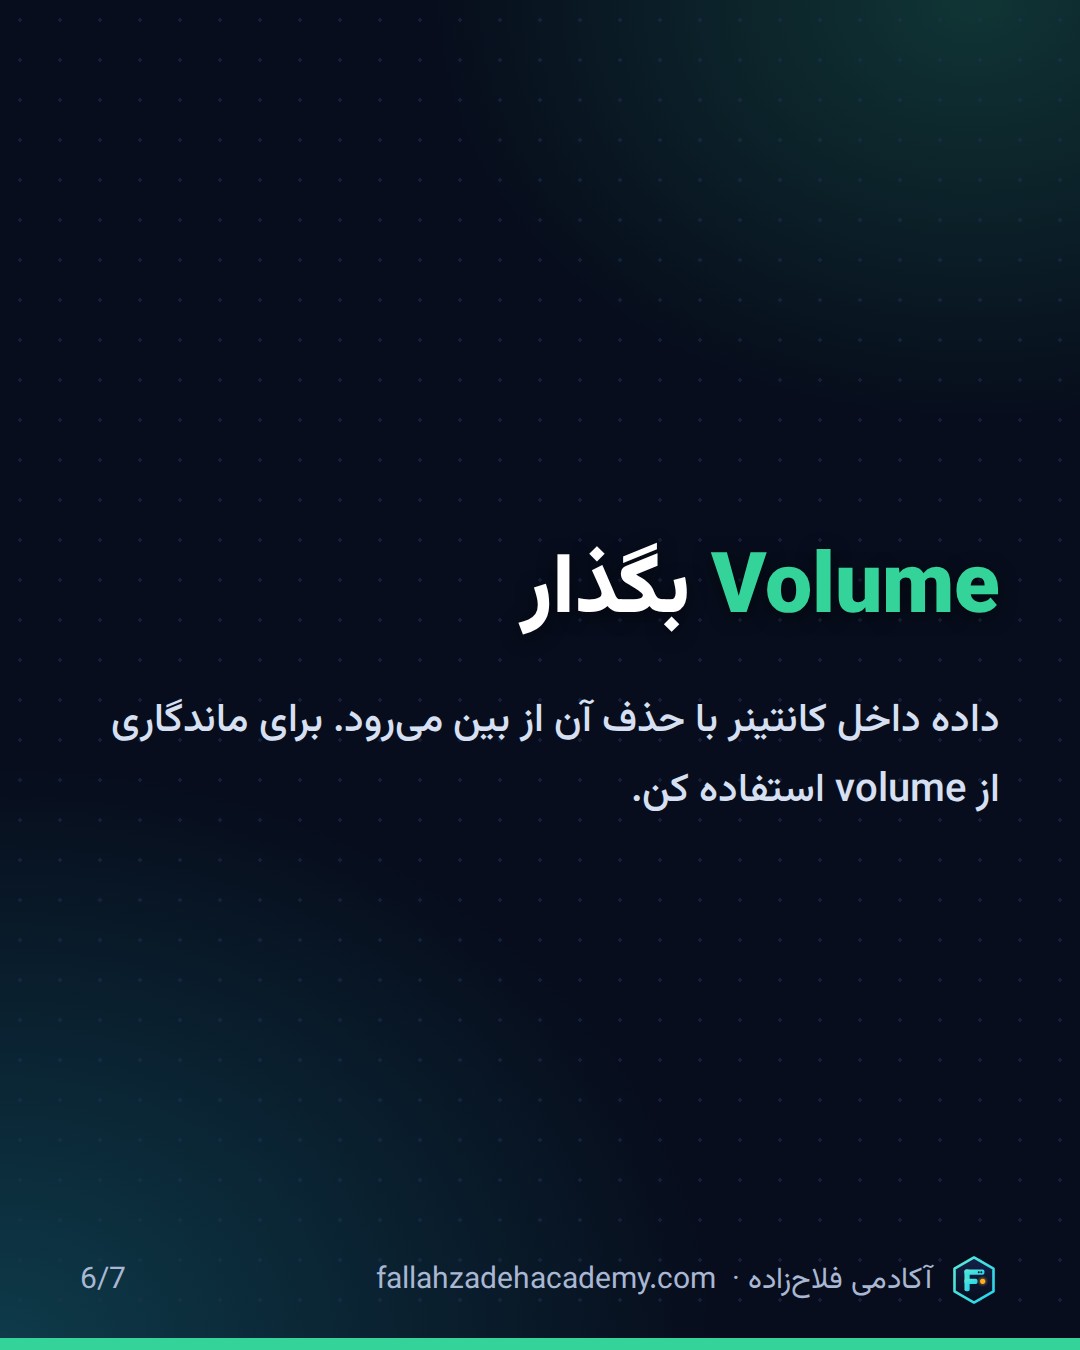 Volume بگذار
داده داخل کانتینر با حذف آن از بین می‌رود. برای ماندگاری
از volume استفاده کن.
آکادمی فلاح‌زاده · fallahzadehacademy.com
6/7